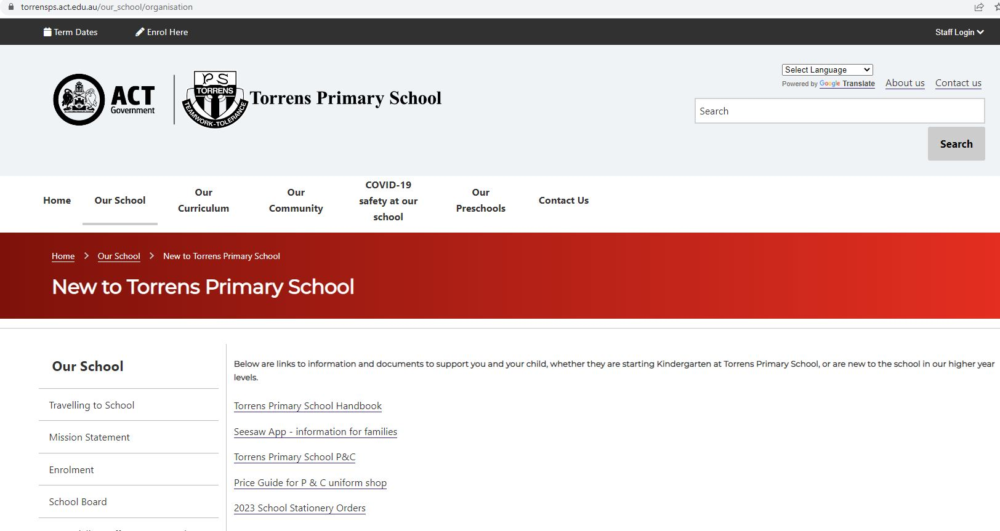 torrensps.act.edu.au/our_school/organisation
Term Dates
Enrol Here
Staff Login
ACT
Government
PS
TORRENS
TEAMWORK-TOLERANCE
Torrens Primary School
Select Language
Powered by Google Translate
About us
Contact us
Search
Search
Home
Our School
Our
Curriculum
Our
Community
COVID-19
safety at our
school
Our
Preschools
Contact Us
Home > Our School > New to Torrens Primary School
New to Torrens Primary School
Our School
Travelling to School
Mission Statement
Enrolment
School Board
Below are links to information and documents to support you and your child, whether they are starting Kindergarten at Torrens Primary School, or are new to the school in our higher year
levels.
Torrens Primary School Handbook
Seesaw App - information for families
Torrens Primary School P&C
Price Guide for P & C uniform shop
2023 School Stationery Orders